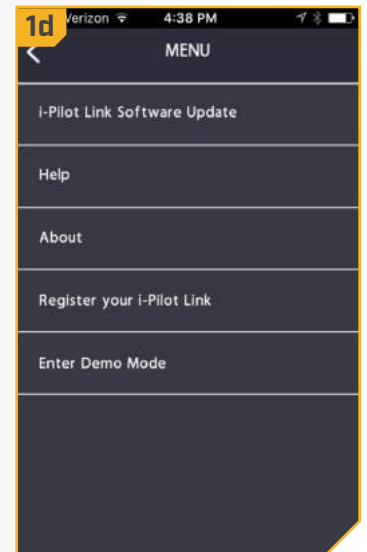 1d
Verizon 4:38 PM
MENU
i-Pilot Link Software Update
Help
About
Register your i-Pilot Link
Enter Demo Mode